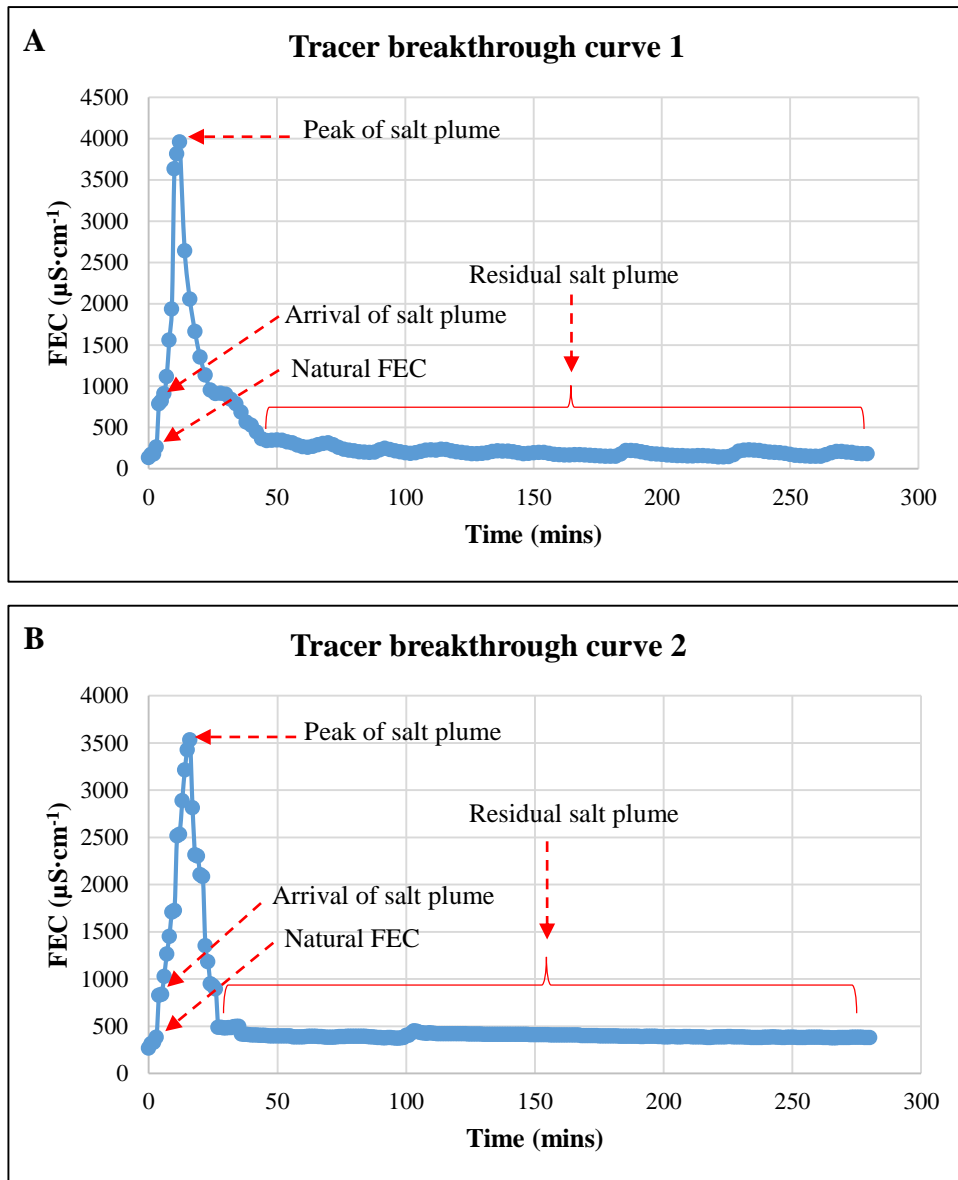 A
Tracer breakthrough curve 1
4500
4000
3500
3000
2500
2000
1500
1000
500
0
FEC (µS·cm⁻¹)
Peak of salt plume
Residual salt plume
Arrival of salt plume
Natural FEC
0 50 100 150 200 250 300
Time (mins)
B
Tracer breakthrough curve 2
4000
3500
3000
2500
2000
1500
1000
500
0
FEC (µS·cm⁻¹)
Peak of salt plume
Residual salt plume
Arrival of salt plume
Natural FEC
0 50 100 150 200 250 300
Time (mins)